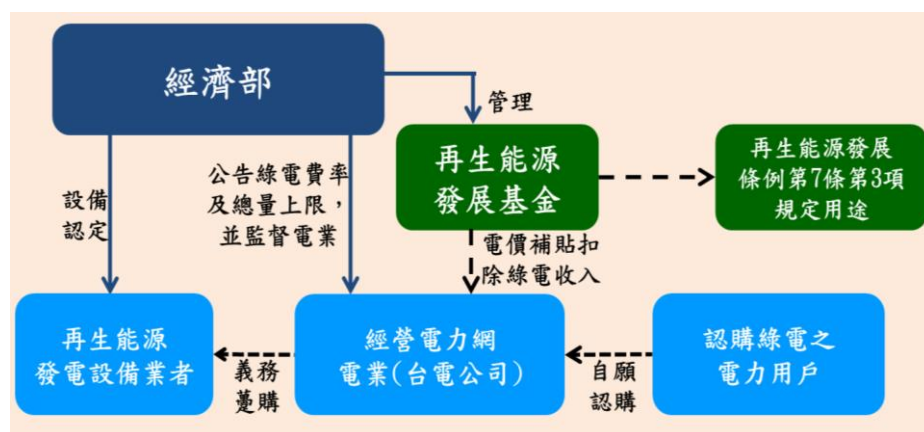 經濟部
管理
再生能源
發展基金
再生能源發展
條例第7條第3項
規定用途
設備
認定
公告綠電費率
及總量上限，
並監督電業
電價補貼扣
除綠電收入
再生能源
發電設備業者
義務
躉購
經營電力網
電業(台電公司)
自願
認購
認購綠電之
電力用戶